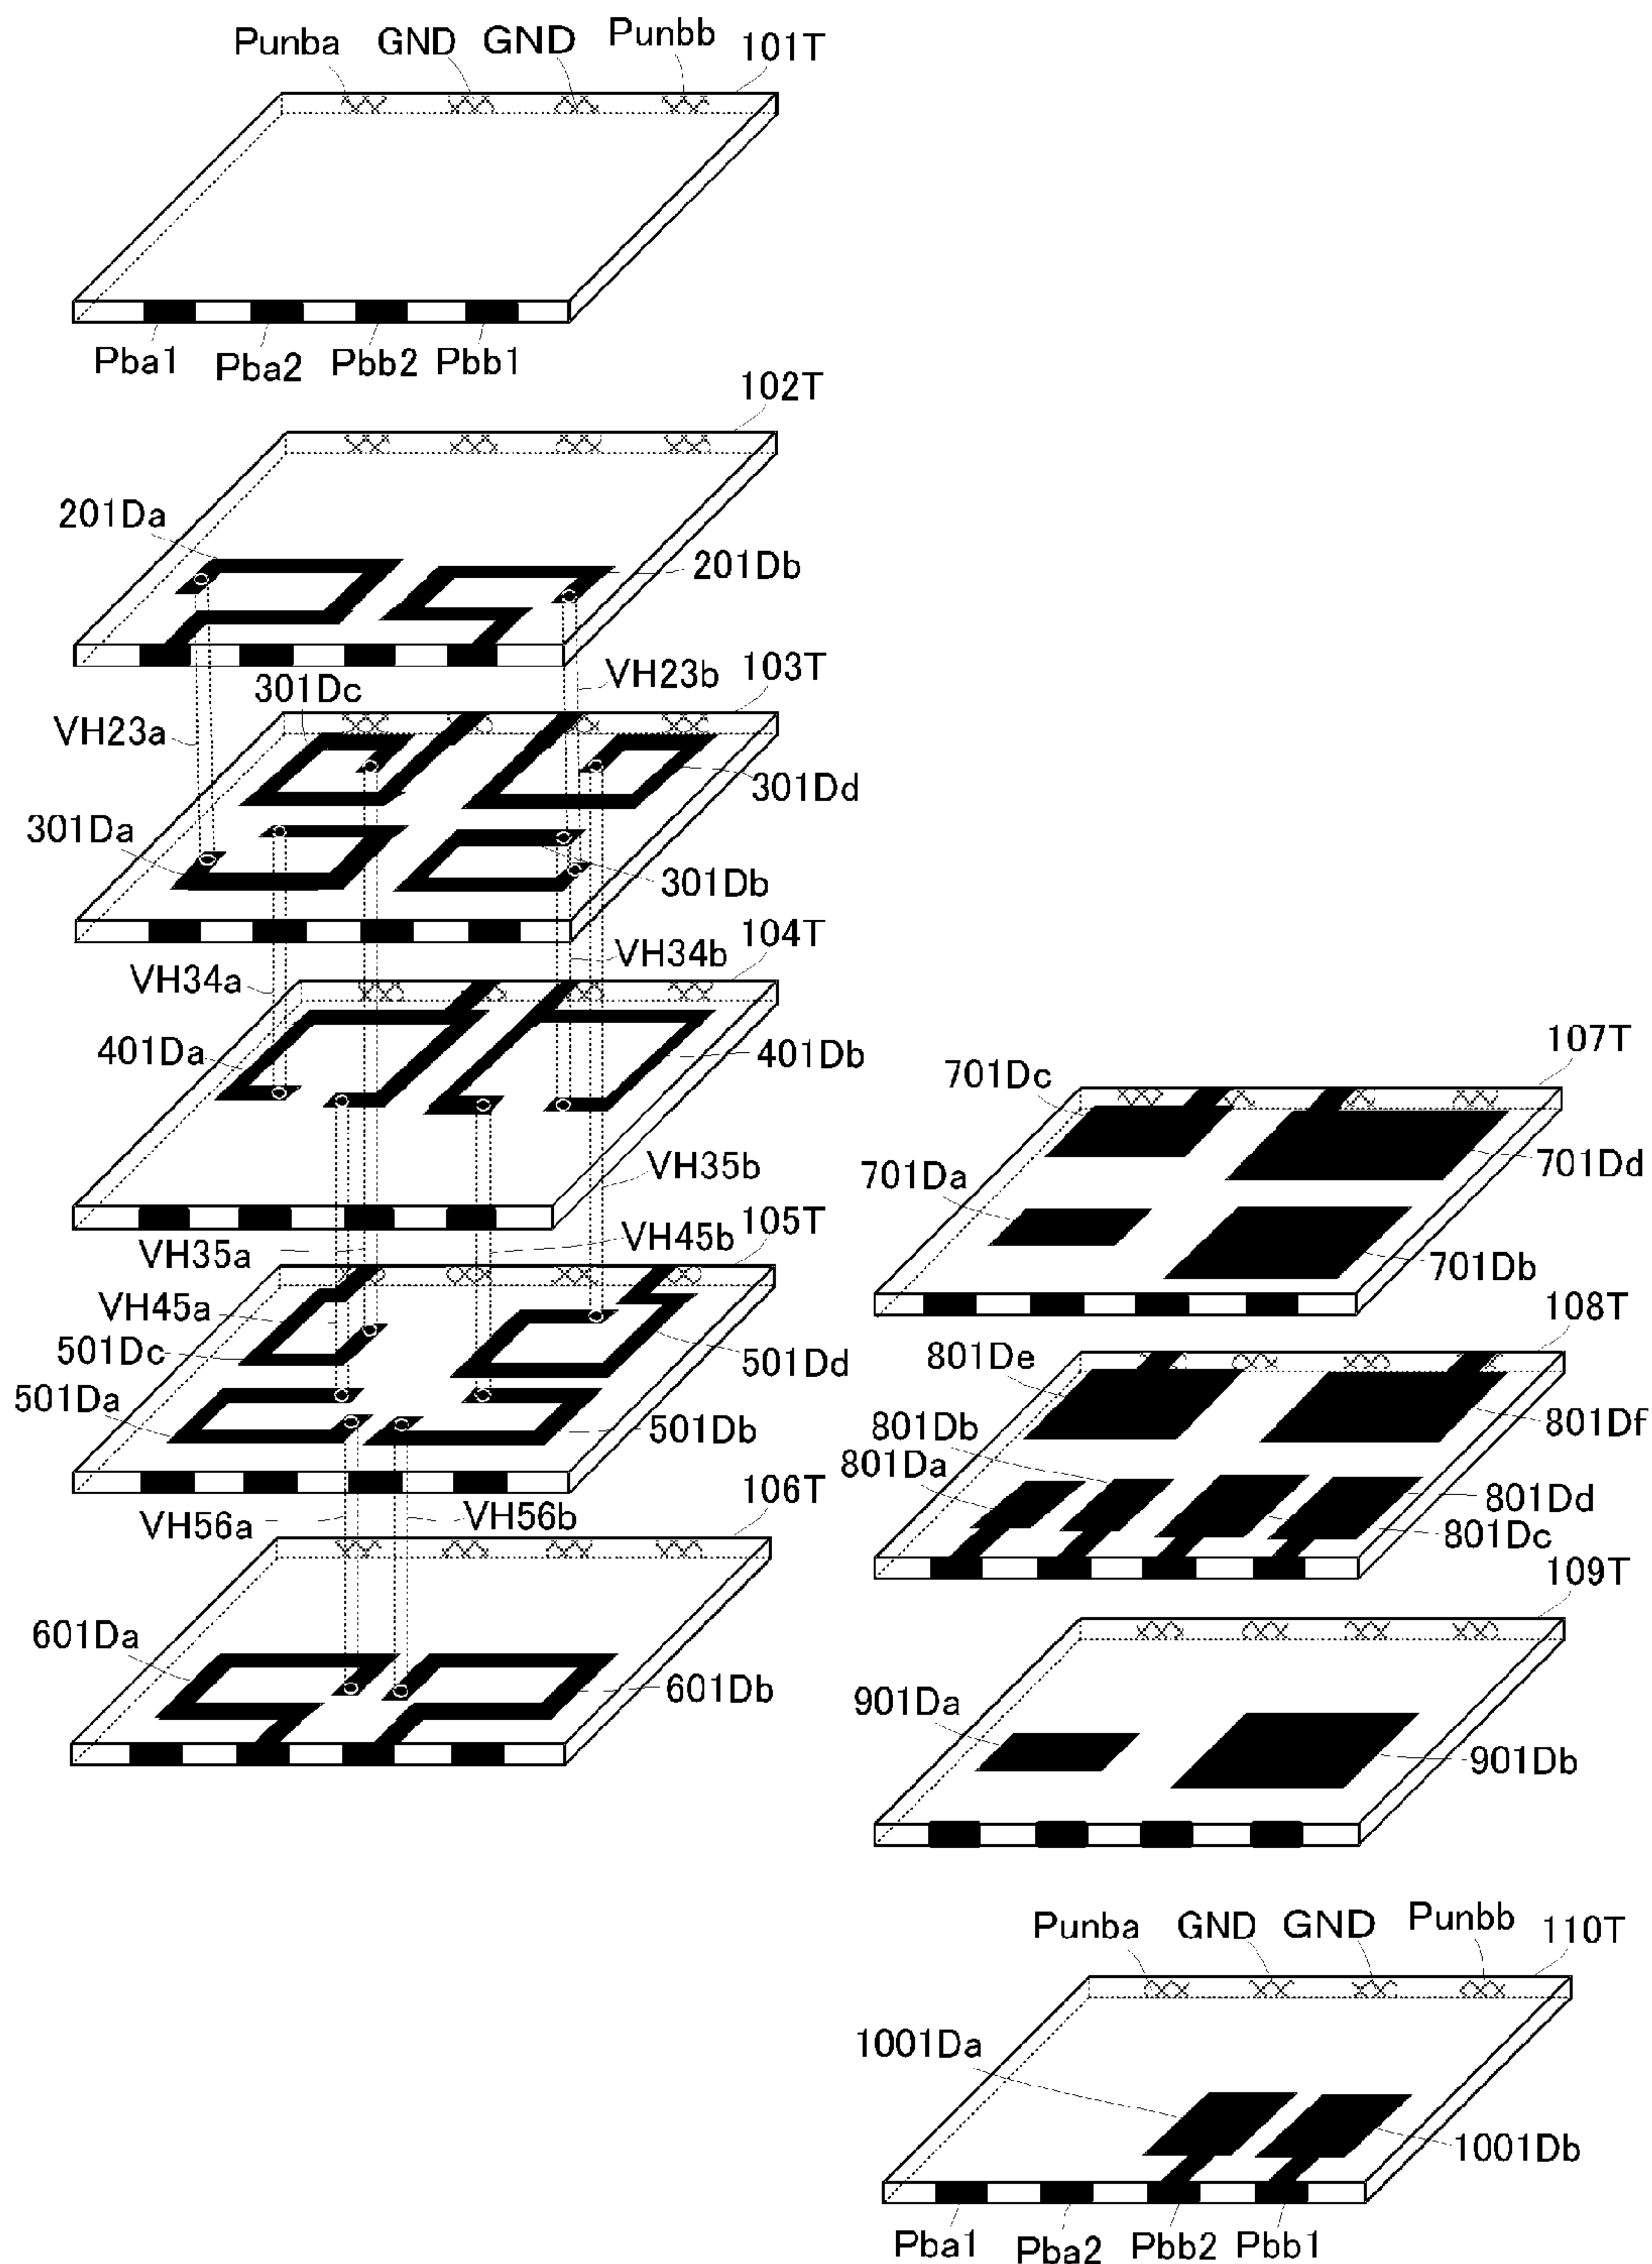 Punba GND GND Punbb 101T
Pba1 Pba2 Pbb2 Pbb1
102T
201Da
201Db
VH23b 103T
301Dc
VH23a
301Dd
301Da
301Db
VH34b 104T
VH34a
401Da
401Db
VH35b
VH35a VH45b 105T
VH45a
501Dc
501Dd
501Da
501Db
VH56a VH56b 106T
601Da
601Db
107T
701Dc
701Da
701Dd
701Db
108T
801De
801Db
801Df
801Da
801Dd
801Dc
109T
901Da
901Db
Punba GND GND Punbb 110T
1001Da
1001Db
Pba1 Pba2 Pbb2 Pbb1